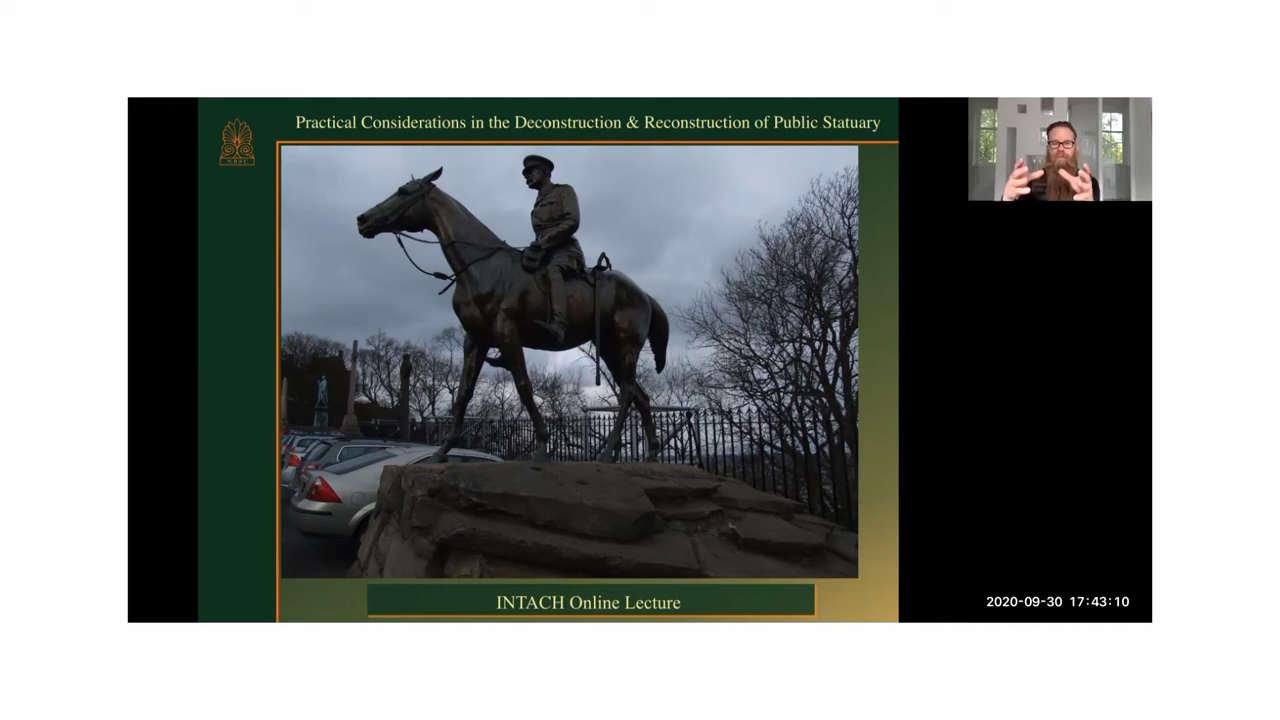 Practical Considerations in the Deconstruction & Reconstruction of Public Statuary
INTACH Online Lecture
2020-09-30 17:43:10